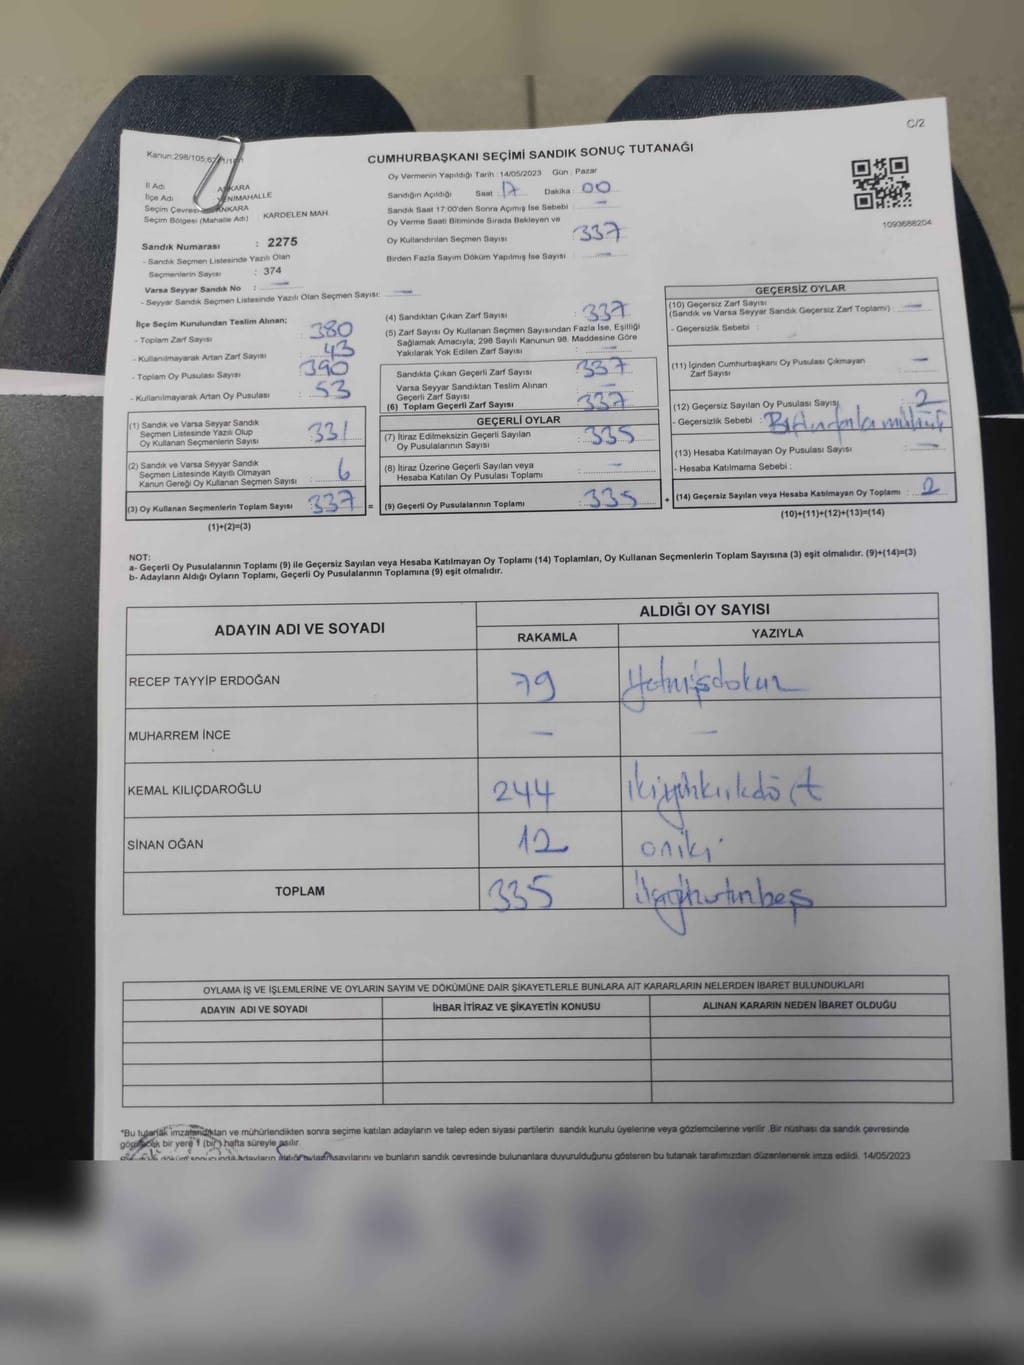 C/2
Kanun:298/105;
CUMHURBAŞKANI SEÇİMİ SANDIK SONUÇ TUTANAĞI
Oy Vermenin Yapıldığı Tarih : 14/05/2023 Gün : Pazar
İl Adı ANKARA
İlçe Adı YENİMAHALLE
Seçim Çevresi ANKARA
Seçim Bölgesi (Mahalle Adı) : KARDELEN MAH.
Sandığın Açıldığı Saat 17 Dakika : 00
Sandık Saat 17:00'den Sonra Açımış İse Sebebi : —
Oy Verme Saati Bitiminde Sırada Bekleyen ve
Oy Kullandırılan Seçmen Sayısı : 337
Birden Fazla Sayım Döküm Yapılmış İse Sayısı : —
1093688204
Sandık Numarası : 2275
- Sandık Seçmen Listesinde Yazılı Olan
Seçmenlerin Sayısı : 374
Varsa Seyyar Sandık No : —
- Seyyar Sandık Seçmen Listesinde Yazılı Olan Seçmen Sayısı: —
İlçe Seçim Kurulundan Teslim Alınan;
- Toplam Zarf Sayısı : 380
- Kullanılmayarak Artan Zarf Sayısı : 43
- Toplam Oy Pusulası Sayısı : 390
- Kullanılmayarak Artan Oy Pusulası : 53
(1) Sandık ve Varsa Seyyar Sandık
Seçmen Listesinde Yazılı Olup
Oy Kullanan Seçmenlerin Sayısı : 331
(2) Sandık ve Varsa Seyyar Sandık
Seçmen Listesinde Kayıtlı Olmayan
Kanun Gereği Oy Kullanan Seçmen Sayısı : 6
(3) Oy Kullanan Seçmenlerin Toplam Sayısı : 337 =
(1)+(2)=(3)
(4) Sandıktan Çıkan Zarf Sayısı : 337
(5) Zarf Sayısı Oy Kullanan Seçmen Sayısından Fazla İse, Eşitliği
Sağlamak Amacıyla; 298 Sayılı Kanunun 98. Maddesine Göre
Yakılarak Yok Edilen Zarf Sayısı : —
Sandıkta Çıkan Geçerli Zarf Sayısı : 337
Varsa Seyyar Sandıktan Teslim Alınan
Geçerli Zarf Sayısı : —
(6) Toplam Geçerli Zarf Sayısı : 337
GEÇERLİ OYLAR
(7) İtiraz Edilmeksizin Geçerli Sayılan
Oy Pusulalarının Sayısı : 335
(8) İtiraz Üzerine Geçerli Sayılan veya
Hesaba Katılan Oy Pusulası Toplamı : —
(9) Geçerli Oy Pusulalarının Toplamı : 335 +
GEÇERSİZ OYLAR
(10) Geçersiz Zarf Sayısı
(Sandık ve Varsa Seyyar Sandık Geçersiz Zarf Toplamı) : —
- Geçersizlik Sebebi :
(11) İçinden Cumhurbaşkanı Oy Pusulası Çıkmayan
Zarf Sayısı : —
(12) Geçersiz Sayılan Oy Pusulası Sayısı : 2
- Geçersizlik Sebebi : Birdenfazla mühür
(13) Hesaba Katılmayan Oy Pusulası Sayısı : —
- Hesaba Katılmama Sebebi :
(14) Geçersiz Sayılan veya Hesaba Katılmayan Oy Toplamı : 2
(10)+(11)+(12)+(13)=(14)
NOT:
a- Geçerli Oy Pusulalarının Toplamı (9) ile Geçersiz Sayılan veya Hesaba Katılmayan Oy Toplamı (14) Toplamları, Oy Kullanan Seçmenlerin Toplam Sayısına (3) eşit olmalıdır. (9)+(14)=(3)
b- Adayların Aldığı Oyların Toplamı, Geçerli Oy Pusulalarının Toplamına (9) eşit olmalıdır.
ADAYIN ADI VE SOYADI ALDIĞI OY SAYISI
RAKAMLA YAZIYLA
RECEP TAYYİP ERDOĞAN 79 Yetmişdokuz
MUHARREM İNCE — —
KEMAL KILIÇDAROĞLU 244 ikiyüzkırkdört
SİNAN OĞAN 12 oniki
TOPLAM 335 üçyüzotuzbeş
OYLAMA İŞ VE İŞLEMLERİNE VE OYLARIN SAYIM VE DÖKÜMÜNE DAİR ŞİKAYETLERLE BUNLARA AİT KARARLARIN NELERDEN İBARET BULUNDUKLARI
ADAYIN ADI VE SOYADI İHBAR İTİRAZ VE ŞİKAYETİN KONUSU ALINAN KARARIN NEDEN İBARET OLDUĞU
*Bu tutanak imzalandıktan ve mühürlendikten sonra seçime katılan adayların ve talep eden siyasi partilerin sandık kurulu üyelerine veya gözlemcilerine verilir .Bir nüshası da sandık çevresinde
görülecek bir yere 1 (bir) hafta süreyle asılır.
döküm sonucunda adayların aldığı oyların sayılarını ve bunların sandık çevresinde bulunanlara duyurulduğunu gösteren bu tutanak tarafımızdan düzenlenerek imza edildi. 14/05/2023